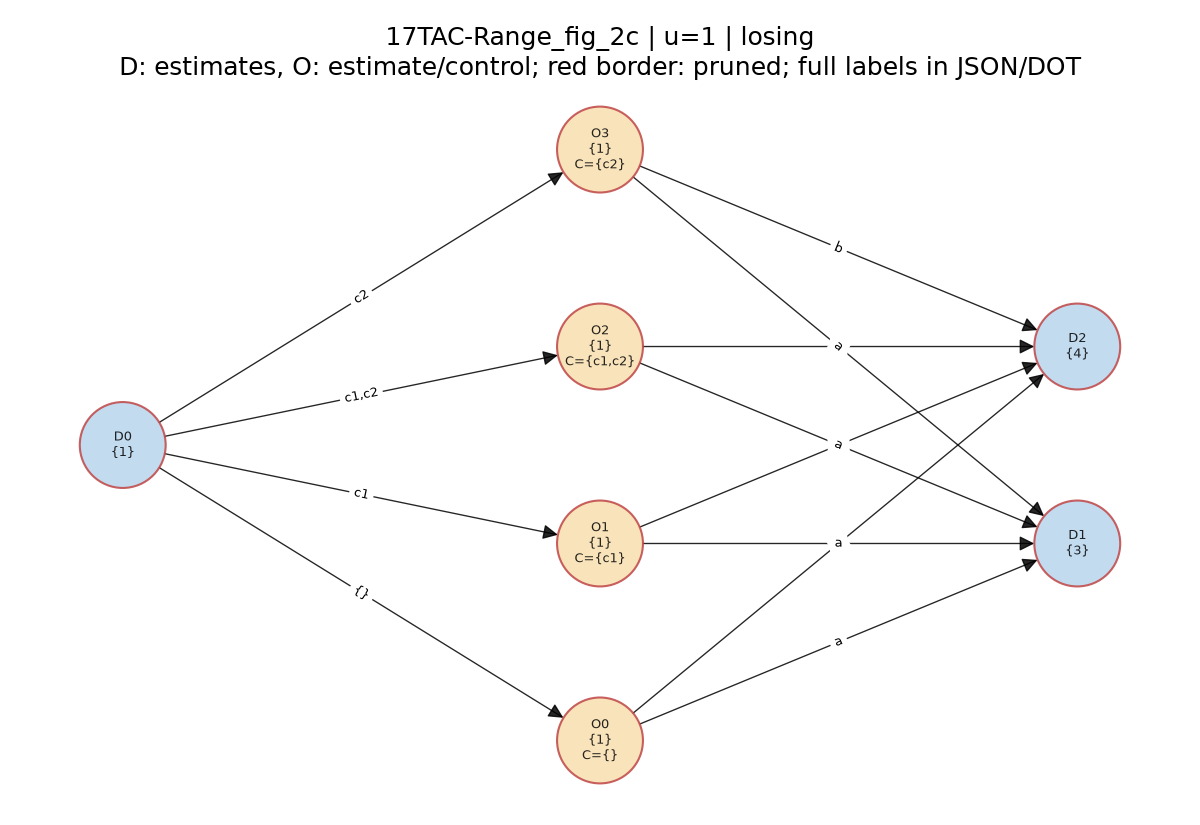 17TAC-Range_fig_2c | u=1 | losing
D: estimates, O: estimate/control; red border: pruned; full labels in JSON/DOT
O3
{1}
C={c2}
b
c2
O2
{1}
C={c1,c2}
a
D2
{4}
c1,c2
D0
{1}
a
c1
O1
{1}
C={c1}
a
D1
{3}
{}
a
O0
{1}
C={}